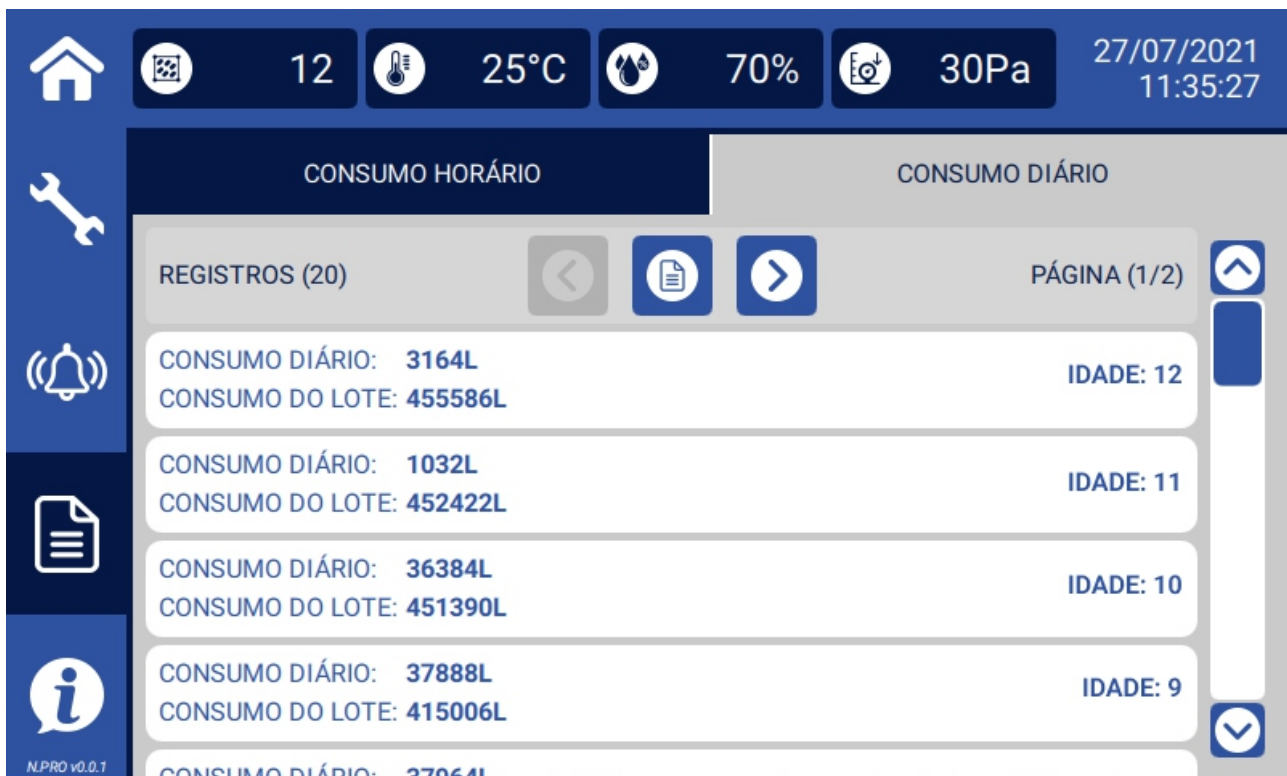 12
25°C
70%
30Pa
27/07/2021
11:35:27
CONSUMO HORÁRIO
CONSUMO DIÁRIO
REGISTROS (20)
PÁGINA (1/2)
CONSUMO DIÁRIO: 3164L
CONSUMO DO LOTE: 455586L
IDADE: 12
CONSUMO DIÁRIO: 1032L
CONSUMO DO LOTE: 452422L
IDADE: 11
CONSUMO DIÁRIO: 36384L
CONSUMO DO LOTE: 451390L
IDADE: 10
CONSUMO DIÁRIO: 37888L
CONSUMO DO LOTE: 415006L
IDADE: 9
CONSUMO DIÁRIO: 37964L
N.PRO v0.0.1